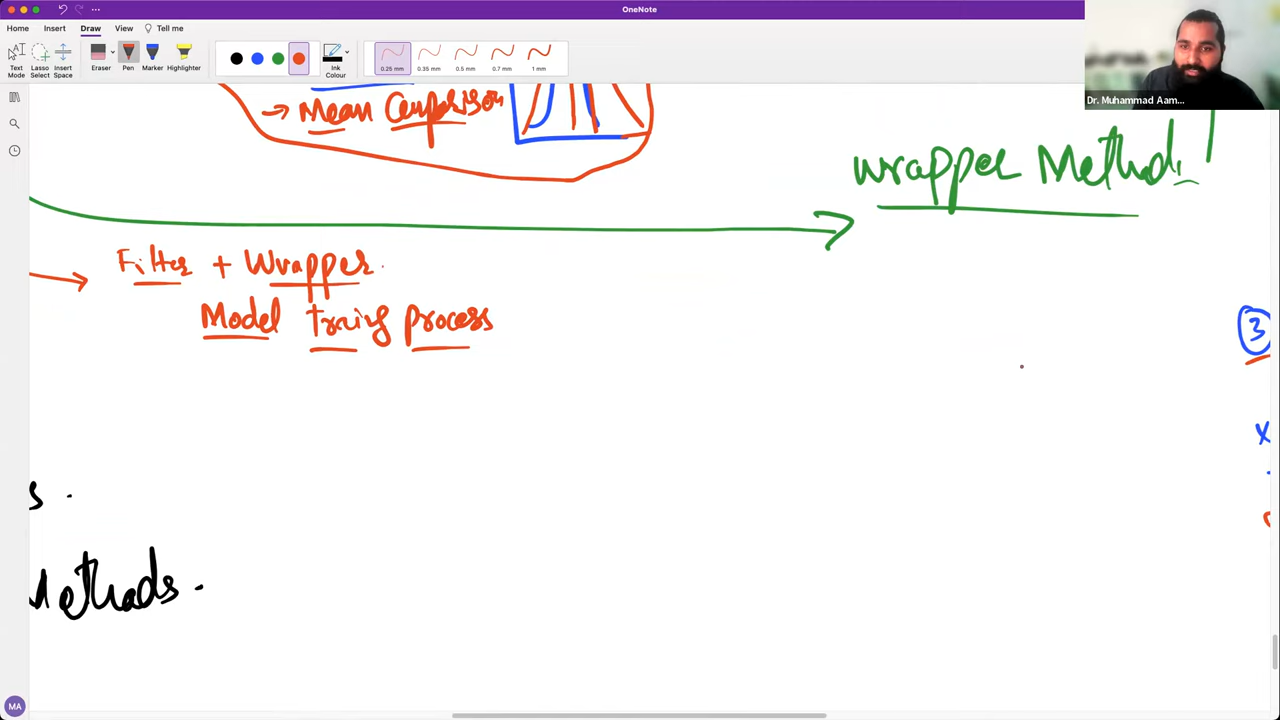 OneNote
Home Insert Draw View Tell me
Text Mode
Lasso Select
Insert Space
Eraser
Pen
Marker
Highlighter
Ink Colour
0.25 mm
0.35 mm
0.5 mm
0.7 mm
1 mm
Dr. Muhammad Aam...
→ Mean Comparison
wrapper Method
Filter + Wrapper
Model process
3
x
s.
Methods.
MA